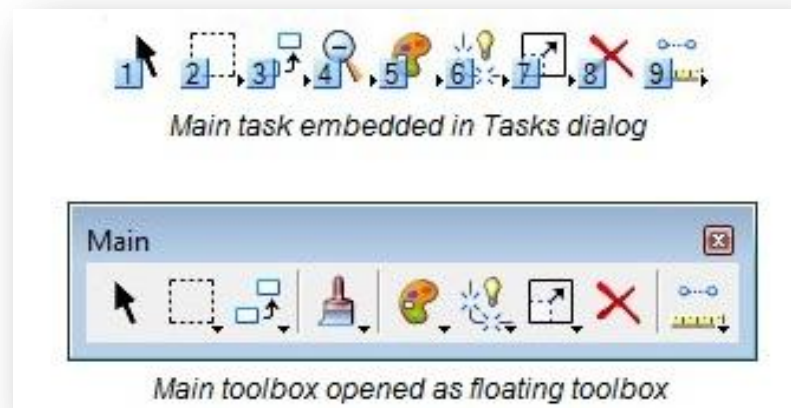 1 2 3 4 5 6 7 8 9
Main task embedded in Tasks dialog
Main
Main toolbox opened as floating toolbox